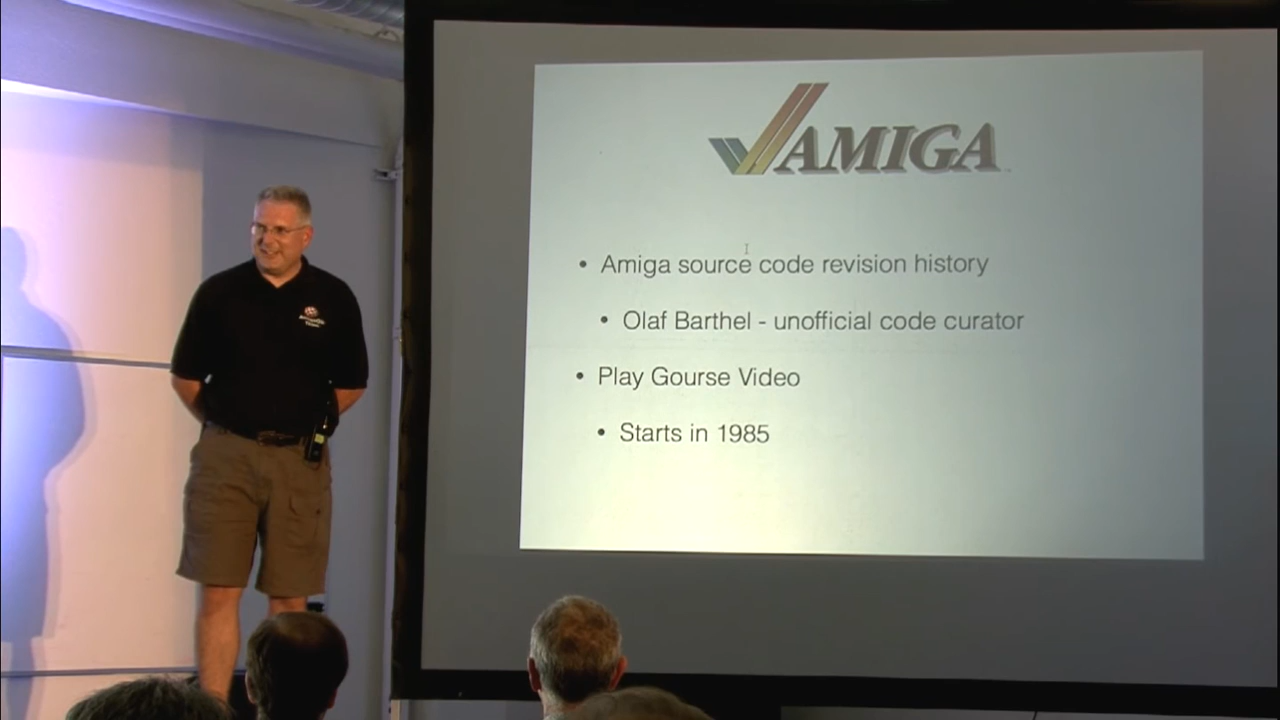 AMIGA
• Amiga source code revision history
• Olaf Barthel - unofficial code curator
• Play Gourse Video
• Starts in 1985